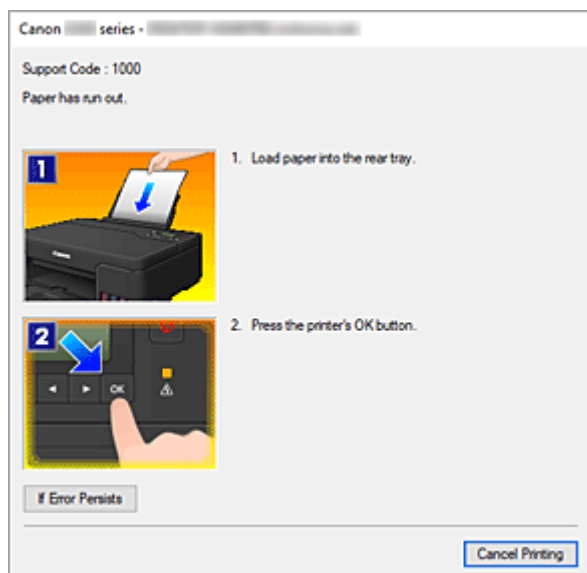 Canon series -
Support Code : 1000
Paper has run out.
1
Canon
1. Load paper into the rear tray.
2
OK
2. Press the printer's OK button.
If Error Persists
Cancel Printing